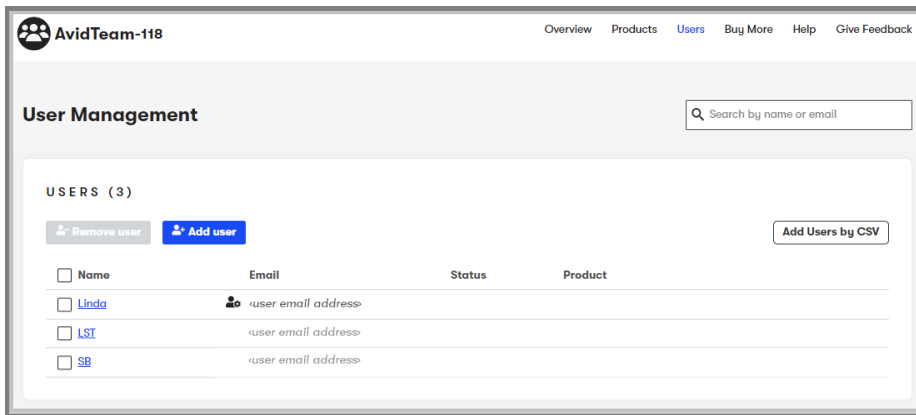 AvidTeam-118 Overview Products Users Buy More Help Give Feedback
User Management Search by name or email
USERS (3)
Remove user Add user Add Users by CSV
Name Email Status Product
Linda <user email address>
LST <user email address>
SB <user email address>